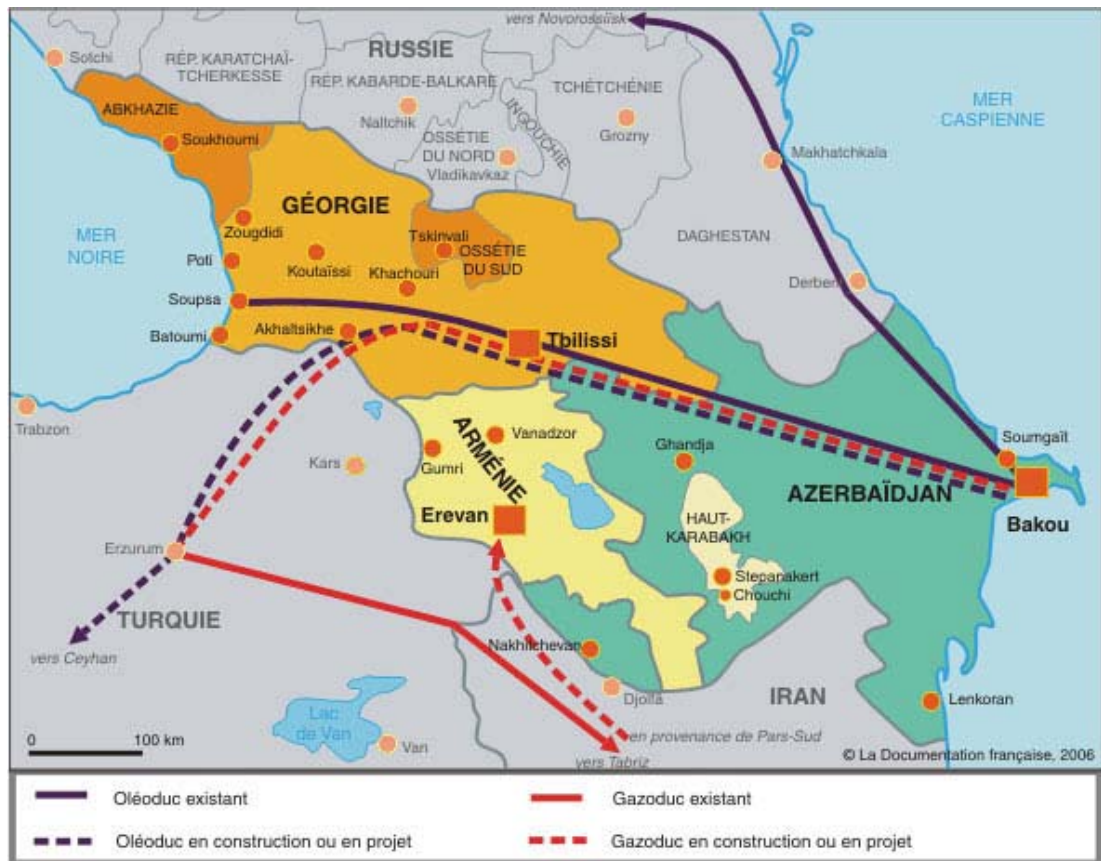 vers Novorossiïsk
Sotchi
RÉP. KARATCHAÏ-
TCHERKESSE
RUSSIE
RÉP. KABARDE-BALKARE
TCHÉTCHÉNIE
MER
CASPIENNE
ABKHAZIE
Naltchik
INGOUCHIE
Grozny
Soukhoumi
OSSÉTIE
DU NORD
Vladikavkaz
Makhatchkala
GÉORGIE
Zougdidi
Tskinvali
DAGHESTAN
MER
NOIRE
Poti
Koutaïssi
OSSÉTIE
DU SUD
Khachouri
Derbent
Soupsa
Batoumi
Akhaltsikhe
Tbilissi
Trabzon
ARMÉNIE
Vanadzor
Ghandja
Soumgaït
Kars
Gumri
AZERBAÏDJAN
Erevan
HAUT-
KARABAKH
Bakou
Erzurum
Stepanakert
Chouchi
TURQUIE
Nakhitchevan
vers Ceyhan
Djolfa
IRAN
Lenkoran
Lac
de Van
Van
0 100 km
en provenance de Pars-Sud
vers Tabriz
© La Documentation française, 2006
Oléoduc existant
Gazoduc existant
Oléoduc en construction ou en projet
Gazoduc en construction ou en projet